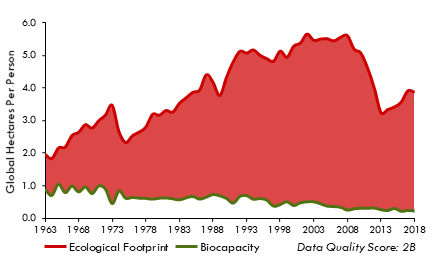 Global Hectares Per Person
6.0
5.0
4.0
3.0
2.0
1.0
0.0
1963 1968 1973 1978 1983 1988 1993 1998 2003 2008 2013 2018
Ecological Footprint Biocapacity Data Quality Score: 2B